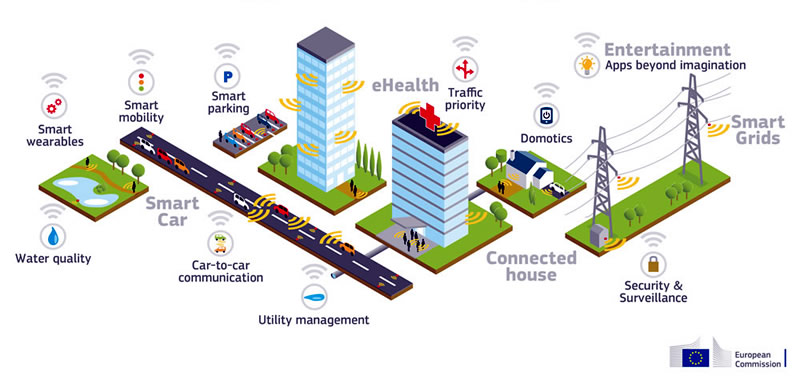 Entertainment
Apps beyond imagination
eHealth
Traffic
priority
Smart
parking
Smart
mobility
Smart
wearables
Domotics
Smart
Grids
Smart
Car
P
Water quality
Car-to-car
communication
Utility management
Connected
house
Security &
Surveillance
European
Commission